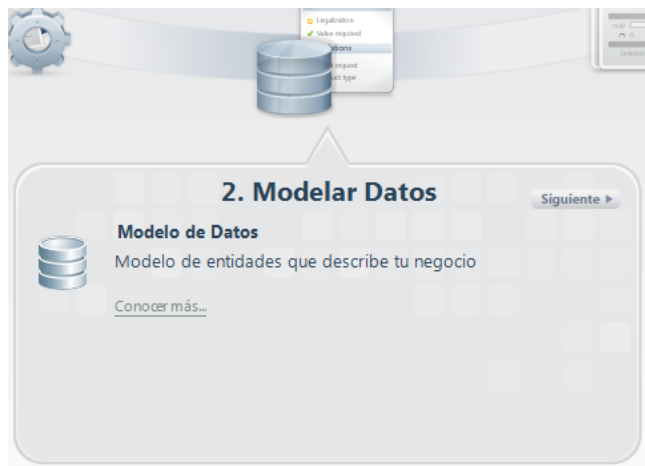 Legalization
Value required
type
2. Modelar Datos
Siguiente
Modelo de Datos
Modelo de entidades que describe tu negocio
Conocer más...